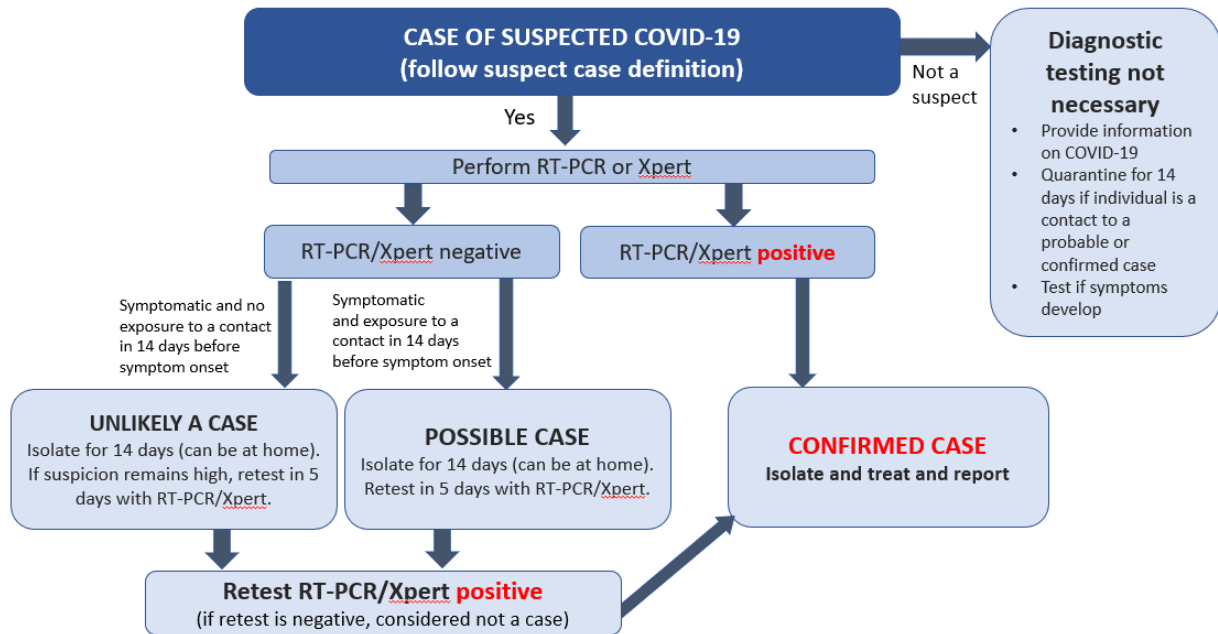 CASE OF SUSPECTED COVID-19
(follow suspect case definition)
Not a
suspect
Diagnostic
testing not
necessary
• Provide information
on COVID-19
• Quarantine for 14
days if individual is a
contact to a
probable or
confirmed case
• Test if symptoms
develop
Yes
Perform RT-PCR or Xpert
RT-PCR/Xpert negative
RT-PCR/Xpert positive
Symptomatic and no
exposure to a contact
in 14 days before
symptom onset
Symptomatic
and exposure to a
contact in 14 days
before symptom onset
UNLIKELY A CASE
Isolate for 14 days (can be at home).
If suspicion remains high, retest in 5
days with RT-PCR/Xpert.
POSSIBLE CASE
Isolate for 14 days (can be at home).
Retest in 5 days with RT-PCR/Xpert.
CONFIRMED CASE
Isolate and treat and report
Retest RT-PCR/Xpert positive
(if retest is negative, considered not a case)